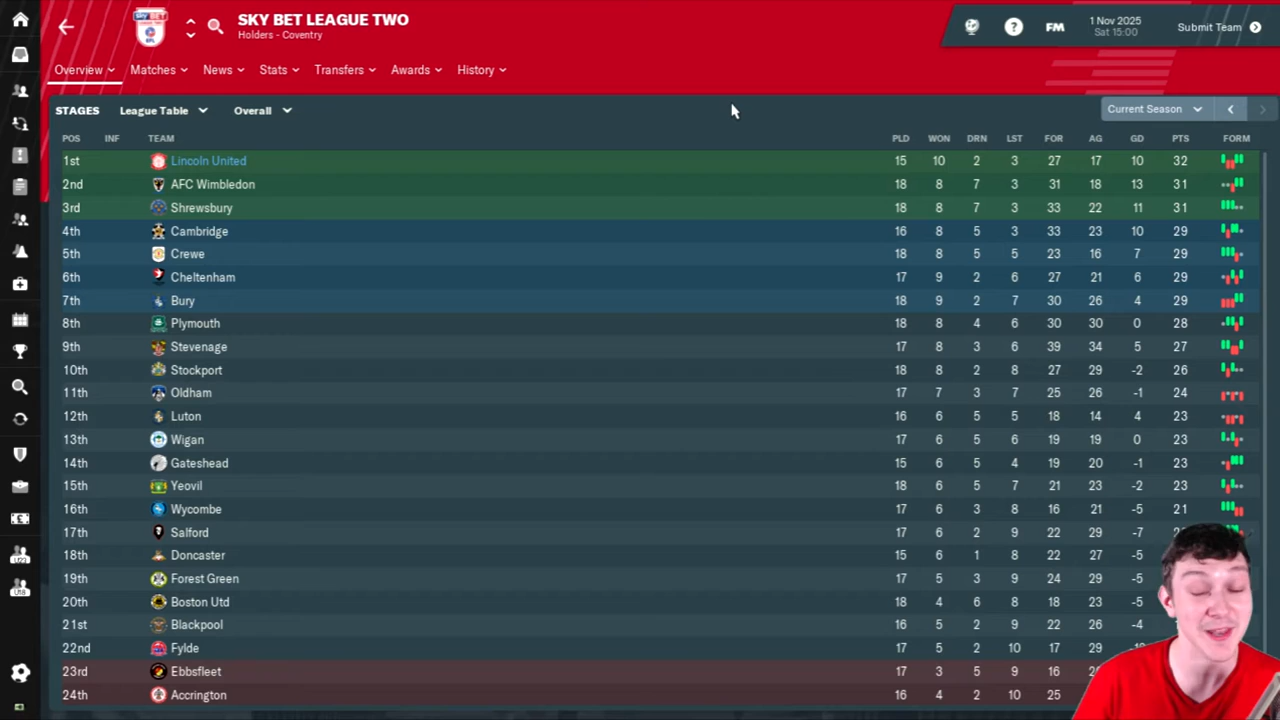 SKY BET LEAGUE TWO
Holders - Coventry
FM
1 Nov 2025
Sat 15:00
Submit Team
Overview Matches News Stats Transfers Awards History
STAGES League Table Overall Current Season
POS INF TEAM PLD WON DRN LST FOR AG GD PTS FORM
1st Lincoln United 15 10 2 3 27 17 10 32
2nd AFC Wimbledon 18 8 7 3 31 18 13 31
3rd Shrewsbury 18 8 7 3 33 22 11 31
4th Cambridge 16 8 5 3 33 23 10 29
5th Crewe 18 8 5 5 23 16 7 29
6th Cheltenham 17 9 2 6 27 21 6 29
7th Bury 18 9 2 7 30 26 4 29
8th Plymouth 18 8 4 6 30 30 0 28
9th Stevenage 17 8 3 6 39 34 5 27
10th Stockport 18 8 2 8 27 29 -2 26
11th Oldham 17 7 3 7 25 26 -1 24
12th Luton 16 6 5 5 18 14 4 23
13th Wigan 17 6 5 6 19 19 0 23
14th Gateshead 15 6 5 4 19 20 -1 23
15th Yeovil 18 6 5 7 21 23 -2 23
16th Wycombe 17 6 3 8 16 21 -5 21
17th Salford 17 6 2 9 22 29 -7
18th Doncaster 15 6 1 8 22 27 -5
19th Forest Green 17 5 3 9 24 29 -5
20th Boston Utd 18 4 6 8 18 23 -5
21st Blackpool 16 5 2 9 22 26 -4
22nd Fylde 17 5 2 10 17 29
23rd Ebbsfleet 17 3 5 9 16
24th Accrington 16 4 2 10 25